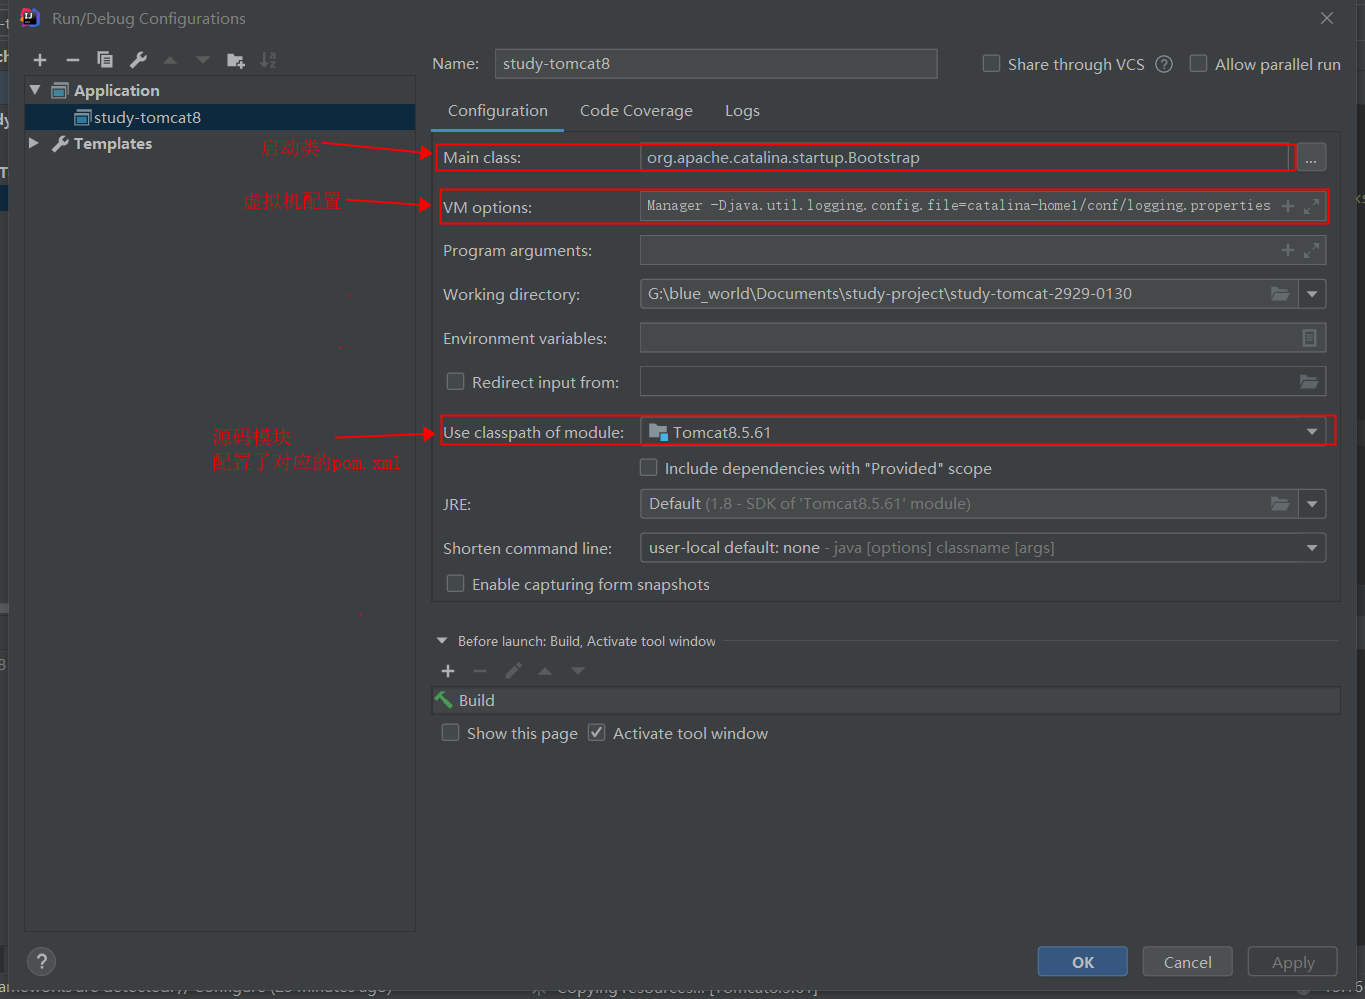 Run/Debug Configurations
Name: study-tomcat8
Share through VCS
Allow parallel run
Application
study-tomcat8
Templates
Configuration Code Coverage Logs
启动类
Main class: org.apache.catalina.startup.Bootstrap ...
虚拟机配置
VM options: Manager -Djava.util.logging.config.file=catalina-home1/conf/logging.properties
Program arguments:
Working directory: G:\blue_world\Documents\study-project\study-tomcat-2929-0130
Environment variables:
Redirect input from:
源码模块
配置了对应的pom.xml
Use classpath of module: Tomcat8.5.61
Include dependencies with "Provided" scope
JRE: Default (1.8 - SDK of 'Tomcat8.5.61' module)
Shorten command line: user-local default: none - java [options] classname [args]
Enable capturing form snapshots
Before launch: Build, Activate tool window
Build
Show this page Activate tool window
? OK Cancel Apply